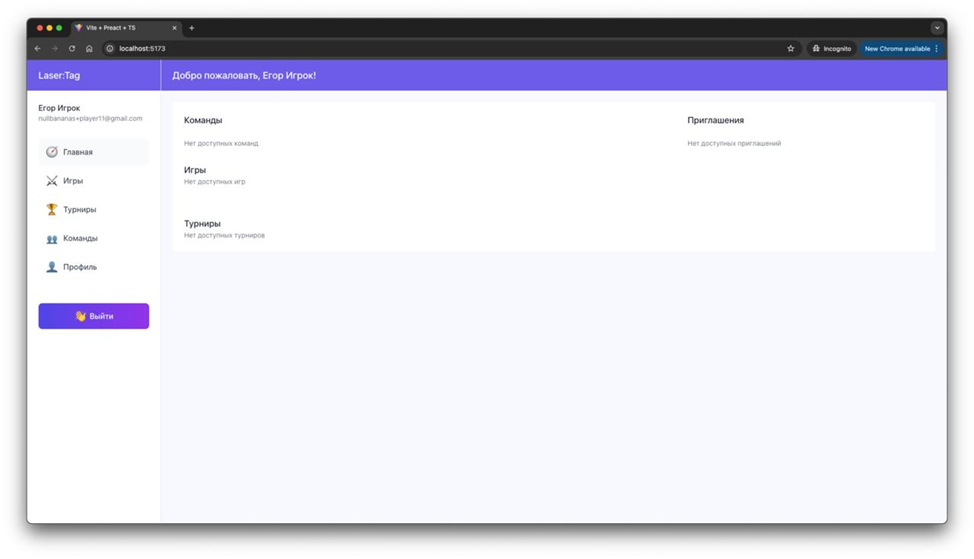 Vite + Preact + TS
localhost:5173
Incognito
New Chrome available
Laser:Tag
Добро пожаловать, Егор Игрок!
Егор Игрок
nullbananas+player11@gmail.com
Главная
Игры
Турниры
Команды
Профиль
Выйти
Команды
Нет доступных команд
Игры
Нет доступных игр
Турниры
Нет доступных турниров
Приглашения
Нет доступных приглашений